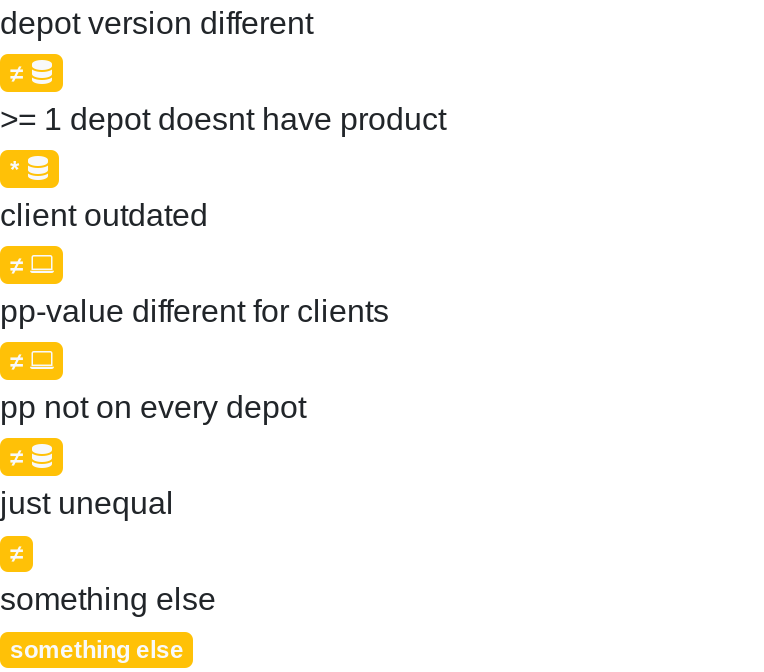 depot version different
≠
>= 1 depot doesnt have product
*
client outdated
≠
pp-value different for clients
≠
pp not on every depot
≠
just unequal
≠
something else
something else